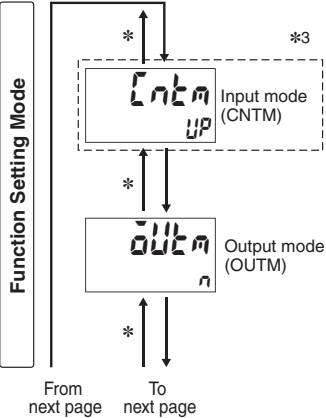 Function Setting Mode
*
*3
Cntm
UP
Input mode
(CNTM)
*
oUtm
n
Output mode
(OUTM)
*
From
next page
To
next page